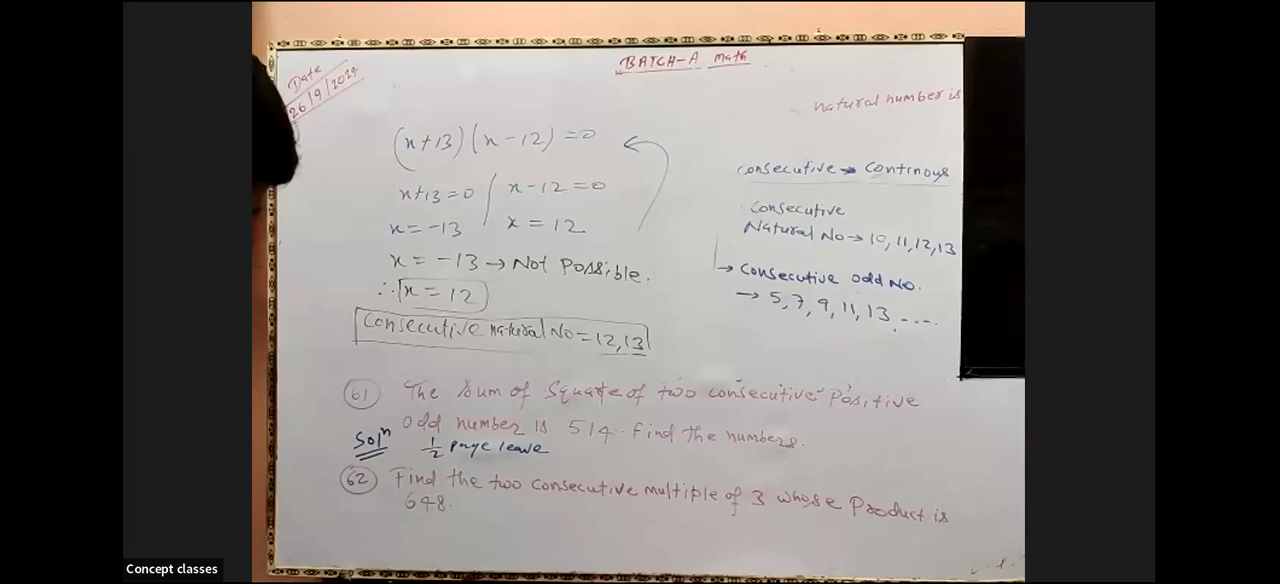 BATCH-A math
Date
26/9/2024
natural number is
(x+13)(x-12)=0
x+13=0 / x-12=0
x=-13 / x=12
x=-13→Not Possible.
∴ x=12
Consecutive natural No=12,13
consecutive→Continous
Consecutive
Natural No→10,11,12,13
→Consecutive odd No.
→5,7,9,11,13,....
61 The Sum of Square of two consecutive Positive
odd number is 514. Find the numbers.
Solⁿ 1/2 page leave
62 Find the two consecutive multiple of 3 whose Product is
648.
Concept classes